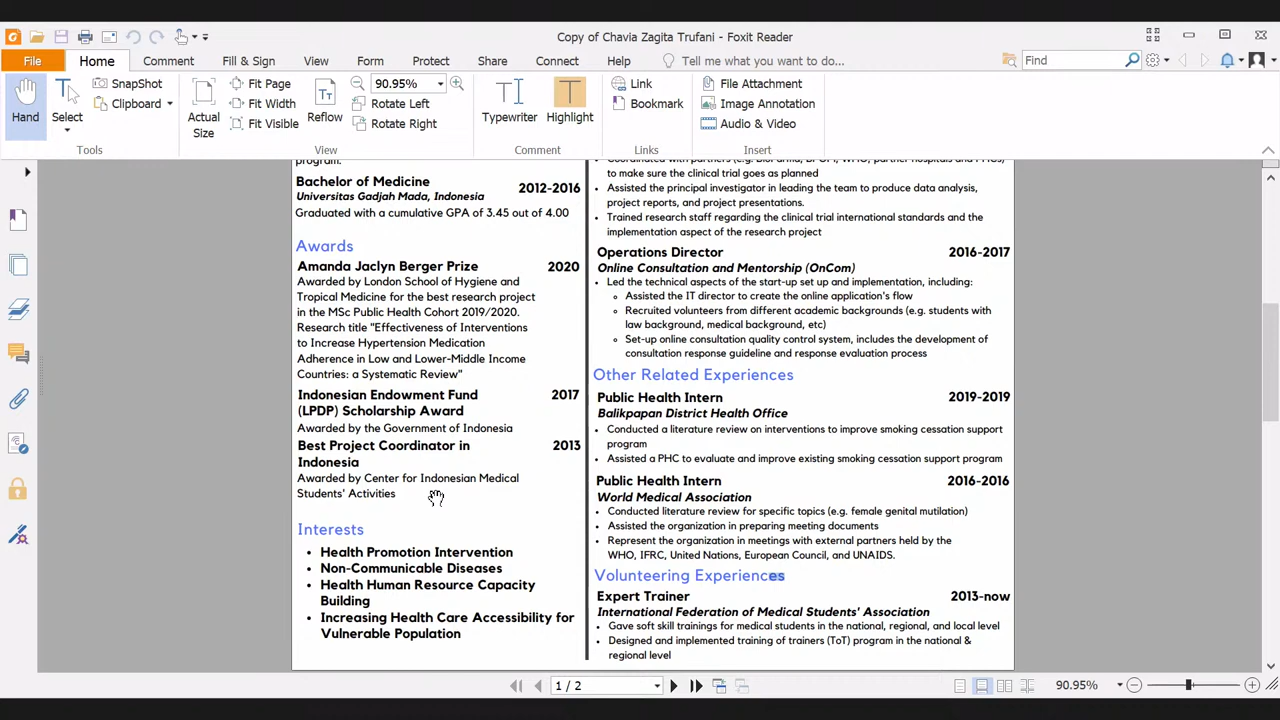 Copy of Chavia Zagita Trufani - Foxit Reader
File Home Comment Fill & Sign View Form Protect Share Connect Help Tell me what you want to do... Find
Hand
Select
SnapShot
Clipboard
Tools
Actual Size
Fit Page
Fit Width
Fit Visible
Reflow
90.95%
Rotate Left
Rotate Right
View
Typewriter
Highlight
Comment
Link
Bookmark
Links
File Attachment
Image Annotation
Audio & Video
Insert
program.
Bachelor of Medicine 2012-2016
Universitas Gadjah Mada, Indonesia
Graduated with a cumulative GPA of 3.45 out of 4.00
Awards
Amanda Jaclyn Berger Prize 2020
Awarded by London School of Hygiene and
Tropical Medicine for the best research project
in the MSc Public Health Cohort 2019/2020.
Research title "Effectiveness of Interventions
to Increase Hypertension Medication
Adherence in Low and Lower-Middle Income
Countries: a Systematic Review"
Indonesian Endowment Fund 2017
(LPDP) Scholarship Award
Awarded by the Government of Indonesia
Best Project Coordinator in 2013
Indonesia
Awarded by Center for Indonesian Medical
Students' Activities
Interests
• Health Promotion Intervention
• Non-Communicable Diseases
• Health Human Resource Capacity
Building
• Increasing Health Care Accessibility for
Vulnerable Population
• Coordinated with partners (e.g. BioFarma, BPOM, WHO, partner hospitals and PHCs)
to make sure the clinical trial goes as planned
• Assisted the principal investigator in leading the team to produce data analysis,
project reports, and project presentations.
• Trained research staff regarding the clinical trial international standards and the
implementation aspect of the research project
Operations Director 2016-2017
Online Consultation and Mentorship (OnCom)
• Led the technical aspects of the start-up set up and implementation, including:
Assisted the IT director to create the online application's flow
Recruited volunteers from different academic backgrounds (e.g. students with
law background, medical background, etc)
Set-up online consultation quality control system, includes the development of
consultation response guideline and response evaluation process
Other Related Experiences
Public Health Intern 2019-2019
Balikpapan District Health Office
• Conducted a literature review on interventions to improve smoking cessation support
program
• Assisted a PHC to evaluate and improve existing smoking cessation support program
Public Health Intern 2016-2016
World Medical Association
• Conducted literature review for specific topics (e.g. female genital mutilation)
• Assisted the organization in preparing meeting documents
• Represent the organization in meetings with external partners held by the
WHO, IFRC, United Nations, European Council, and UNAIDS.
Volunteering Experiences
Expert Trainer 2013-now
International Federation of Medical Students' Association
• Gave soft skill trainings for medical students in the national, regional, and local level
• Designed and implemented training of trainers (ToT) program in the national &
regional level
1 / 2
90.95%